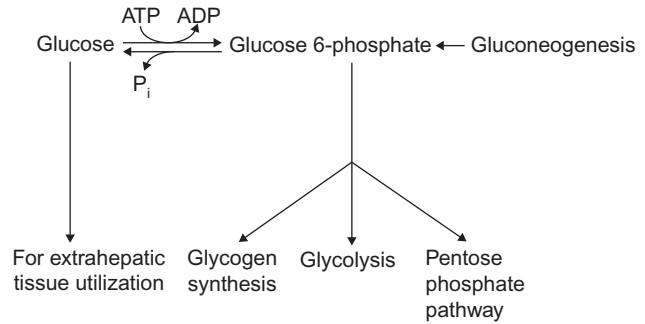 ATP ADP
Glucose Glucose 6-phosphate Gluconeogenesis
Pi
For extrahepatic
tissue utilization
Glycogen
synthesis
Glycolysis
Pentose
phosphate
pathway